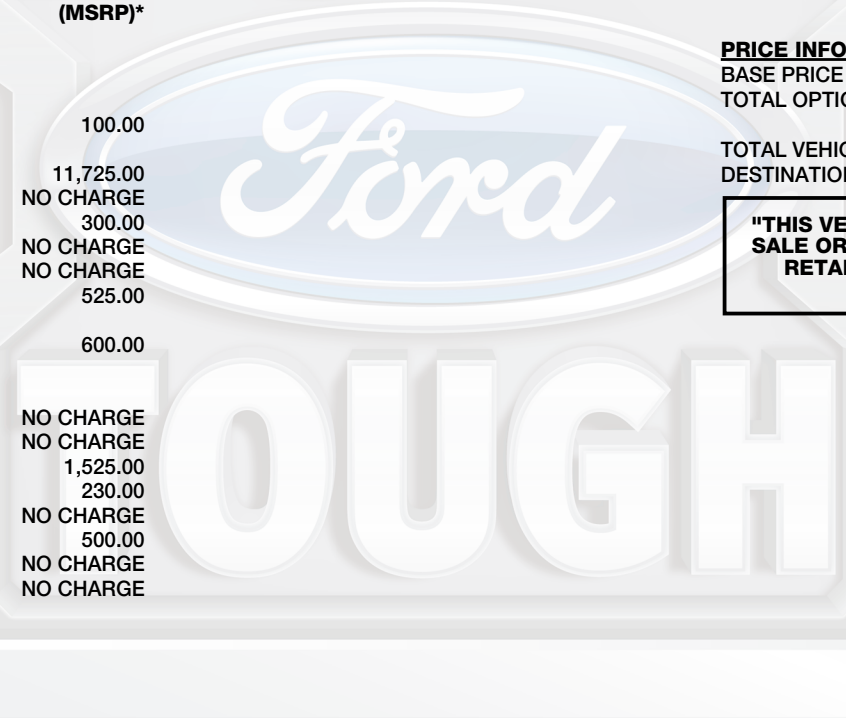 (MSRP)*
100.00
11,725.00
NO CHARGE
300.00
NO CHARGE
NO CHARGE
525.00
600.00
NO CHARGE
NO CHARGE
1,525.00
230.00
NO CHARGE
500.00
NO CHARGE
NO CHARGE
PRICE INFO
BASE PRICE
TOTAL OPTIO
TOTAL VEHIC
DESTINATION
"THIS VE
SALE OR
RETAI
Ford
TOUGH